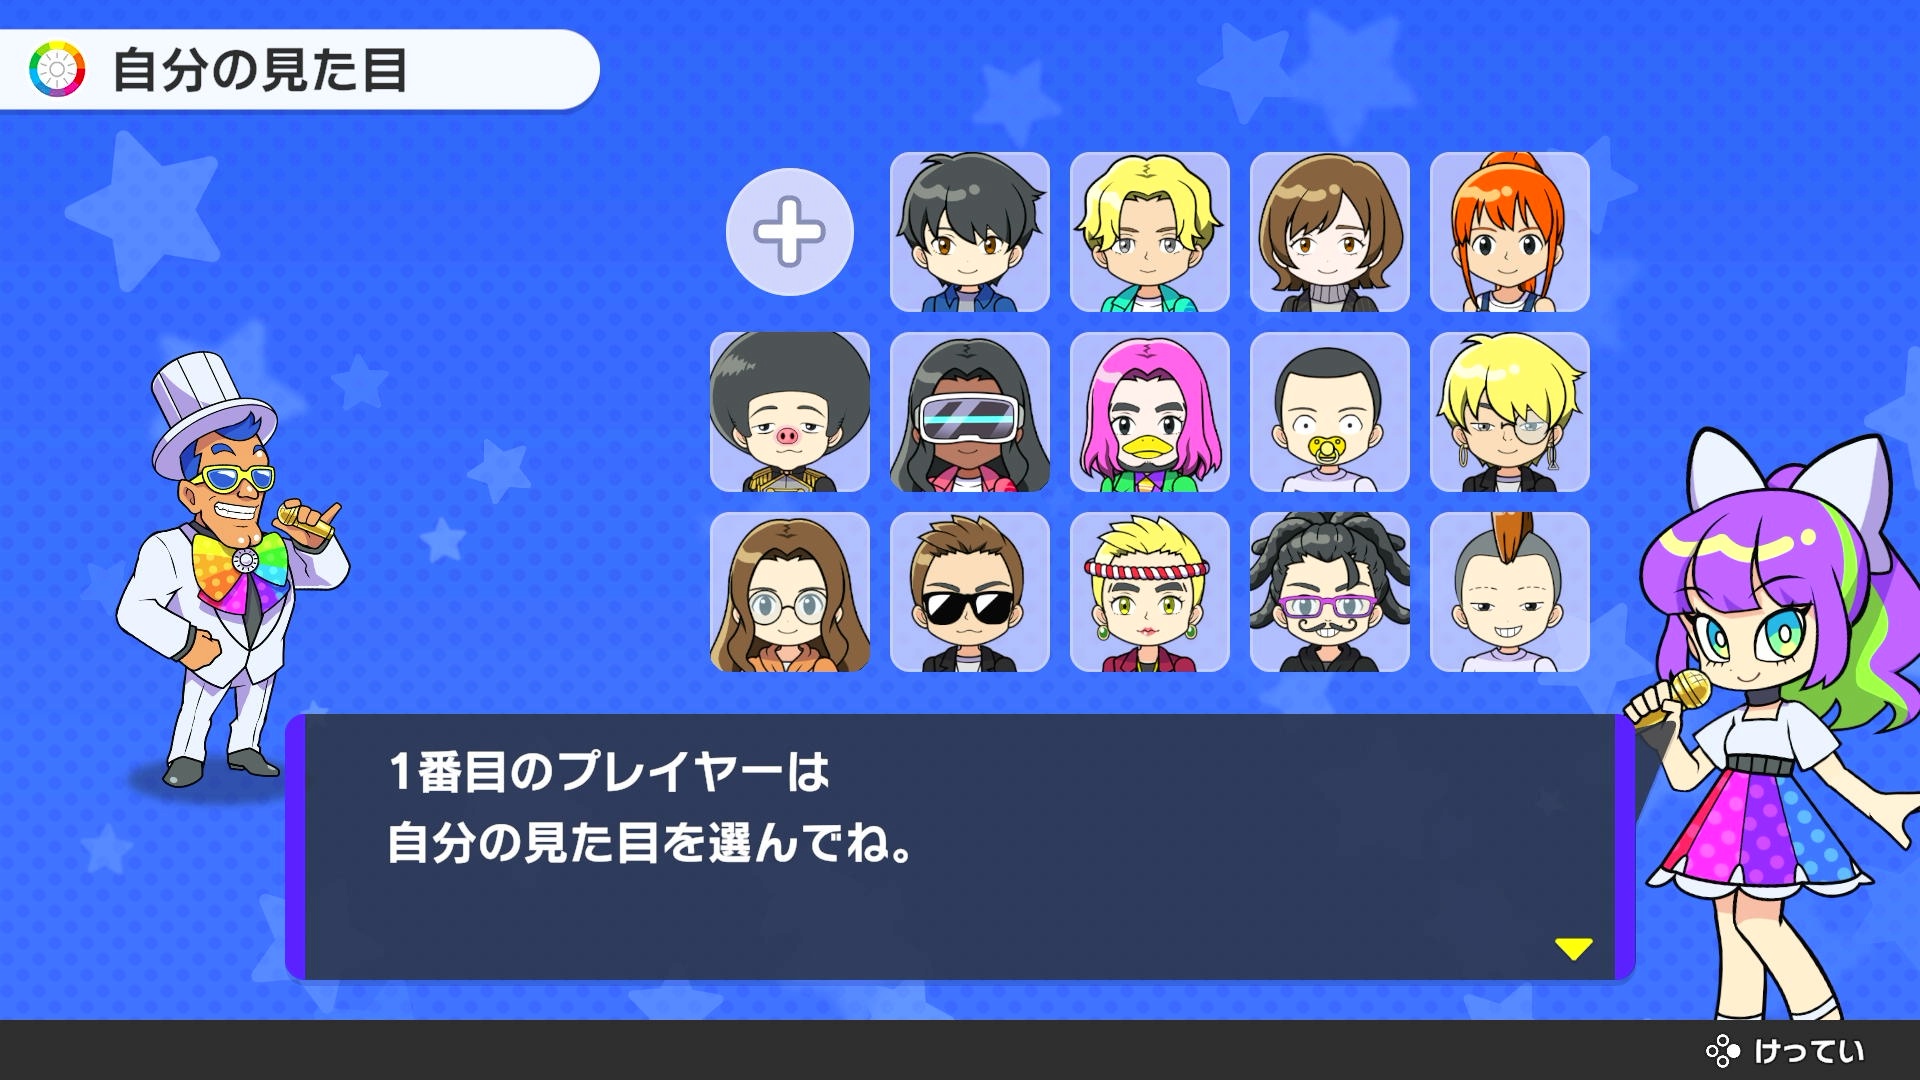 自分の見た目
1番目のプレイヤーは
自分の見た目を選んでね。
けってい